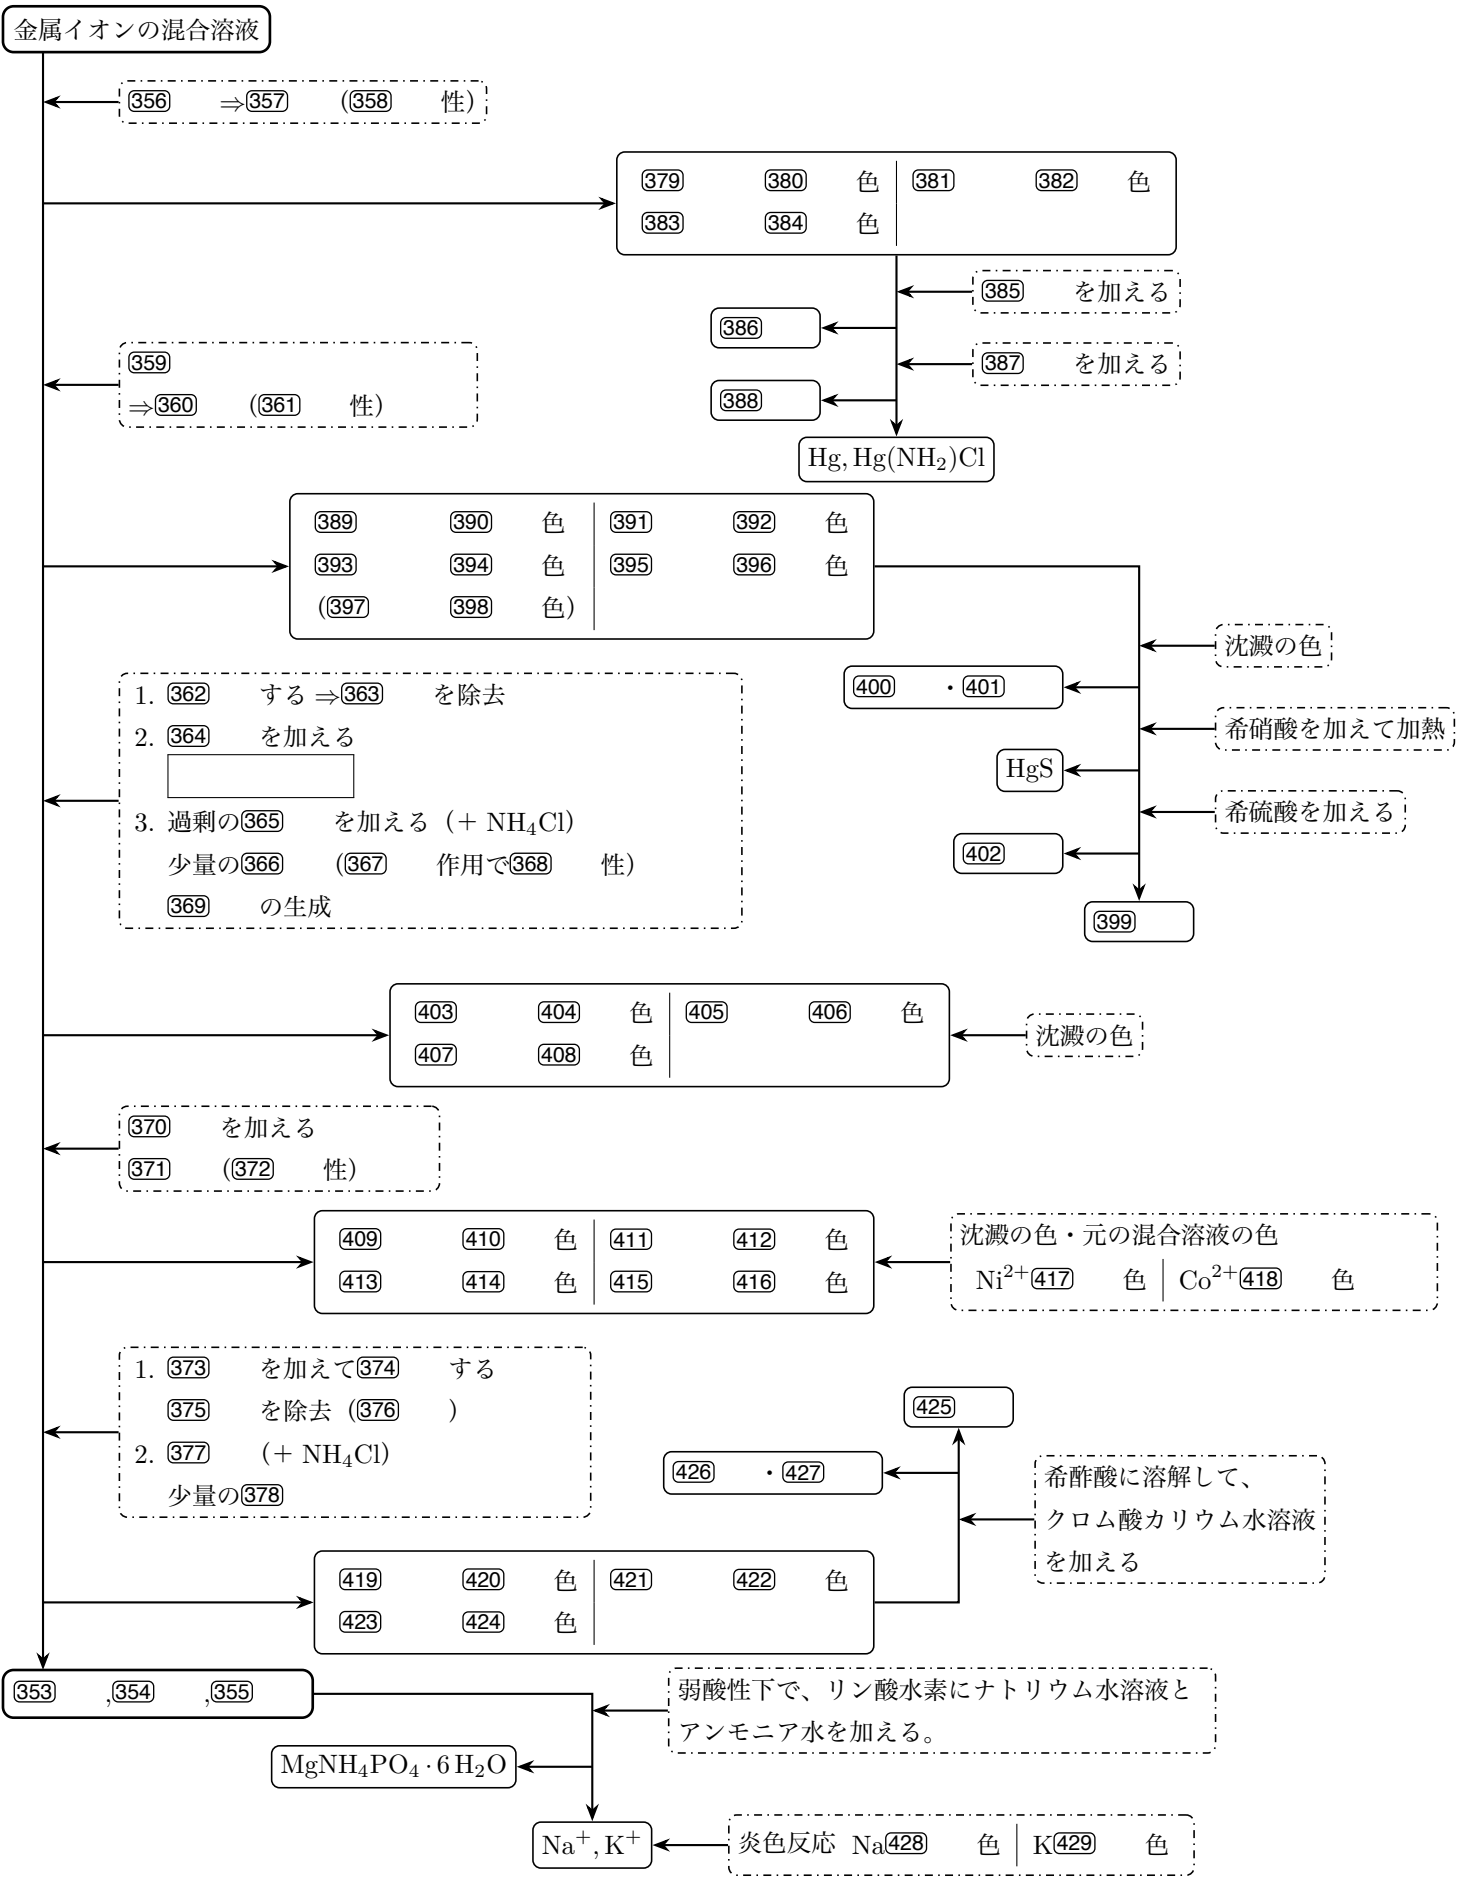 金属イオンの混合溶液
356 ⇒357 (358 性)
379 380 色 381 382 色
383 384 色
385 を加える
386
387 を加える
388
Hg, Hg(NH₂)Cl
359
⇒360 (361 性)
389 390 色 391 392 色
393 394 色 395 396 色
(397 398 色)
沈澱の色
400 ・401
希硝酸を加えて加熱
HgS
希硫酸を加える
402
399
1. 362 する ⇒363 を除去
2. 364 を加える
3. 過剰の365 を加える (+ NH₄Cl)
少量の366 (367 作用で368 性)
369 の生成
403 404 色 405 406 色
407 408 色
沈澱の色
370 を加える
371 (372 性)
409 410 色 411 412 色
413 414 色 415 416 色
沈澱の色・元の混合溶液の色
Ni²⁺417 色 Co²⁺418 色
1. 373 を加えて374 する
375 を除去 (376 )
2. 377 (+ NH₄Cl)
少量の378
425
426 ・427
希酢酸に溶解して、
クロム酸カリウム水溶液
を加える
419 420 色 421 422 色
423 424 色
353 ,354 ,355
弱酸性下で、リン酸水素にナトリウム水溶液と
アンモニア水を加える。
MgNH₄PO₄·6H₂O
Na⁺, K⁺
炎色反応 Na428 色 K429 色